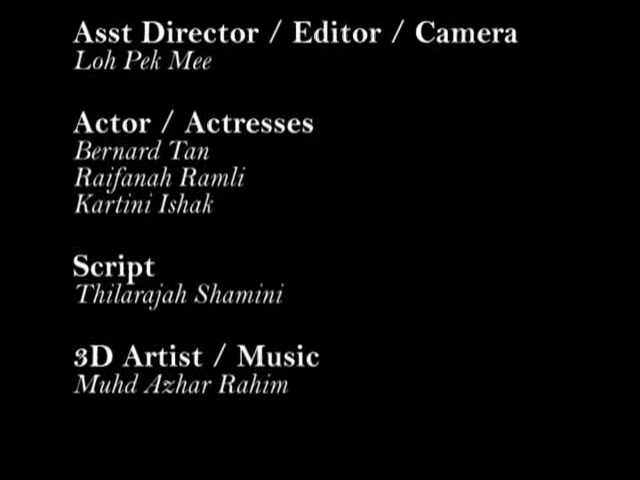 Asst Director / Editor / Camera
Loh Pek Mee
Actor / Actresses
Bernard Tan
Raifanah Ramli
Kartini Ishak
Script
Thilarajah Shamini
3D Artist / Music
Muhd Azhar Rahim